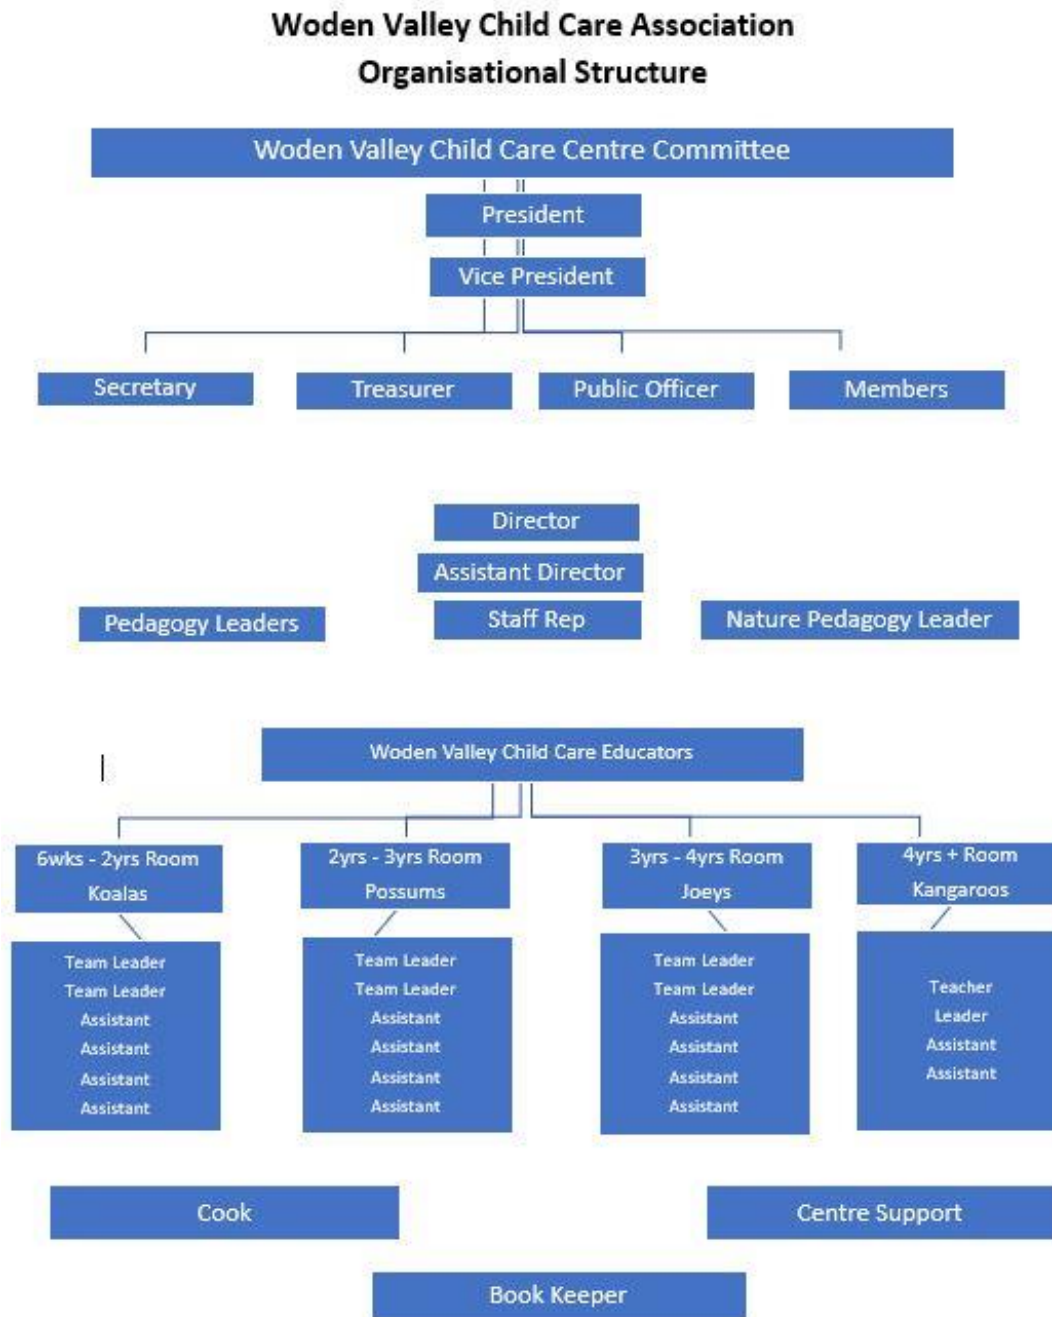 Woden Valley Child Care Association
Organisational Structure
Woden Valley Child Care Centre Committee
President
Vice President
Secretary
Treasurer
Public Officer
Members
Director
Assistant Director
Staff Rep
Pedagogy Leaders
Nature Pedagogy Leader
Woden Valley Child Care Educators
6wks - 2yrs Room
Koalas
2yrs - 3yrs Room
Possums
3yrs - 4yrs Room
Joeys
4yrs + Room
Kangaroos
Team Leader
Team Leader
Assistant
Assistant
Assistant
Assistant
Team Leader
Team Leader
Assistant
Assistant
Assistant
Assistant
Team Leader
Team Leader
Assistant
Assistant
Assistant
Assistant
Teacher
Leader
Assistant
Assistant
Cook
Centre Support
Book Keeper